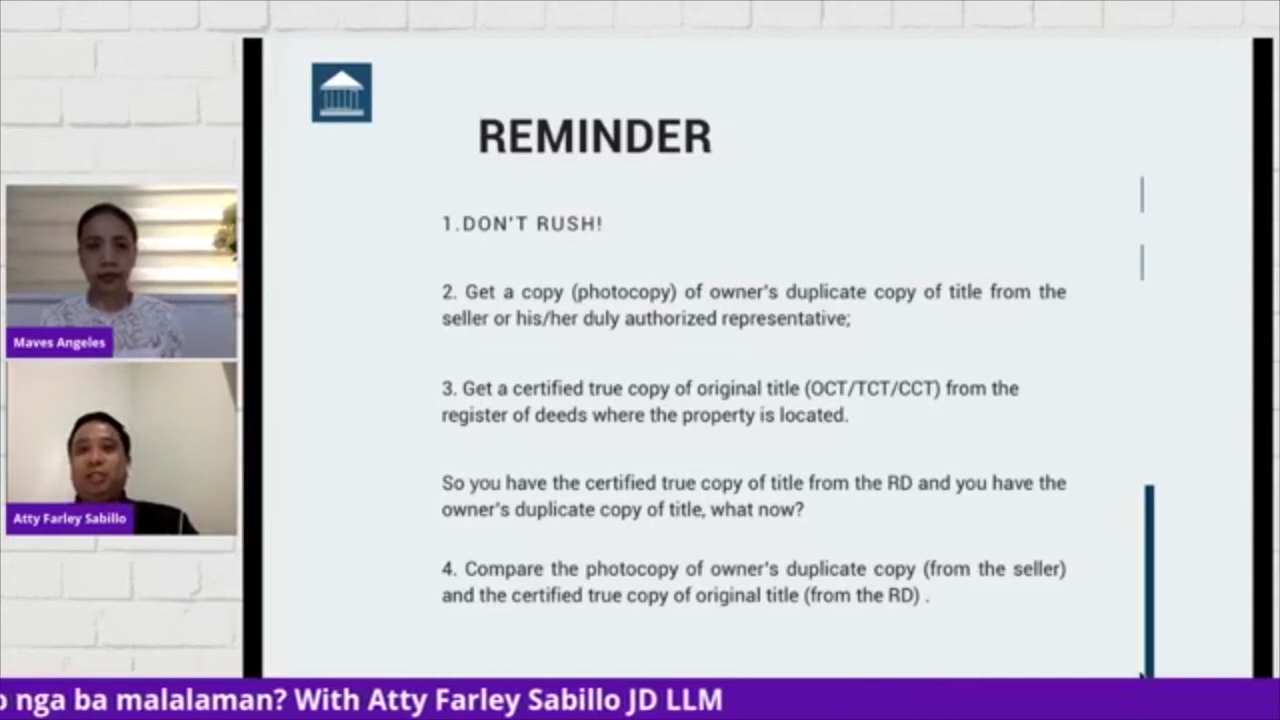 REMINDER
1.DON'T RUSH!
2. Get a copy (photocopy) of owner's duplicate copy of title from the
seller or his/her duly authorized representative;
3. Get a certified true copy of original title (OCT/TCT/CCT) from the
register of deeds where the property is located.
So you have the certified true copy of title from the RD and you have the
owner's duplicate copy of title, what now?
4. Compare the photocopy of owner's duplicate copy (from the seller)
and the certified true copy of original title (from the RD) .
Maves Angeles
Atty Farley Sabillo
o nga ba malalaman? With Atty Farley Sabillo JD LLM